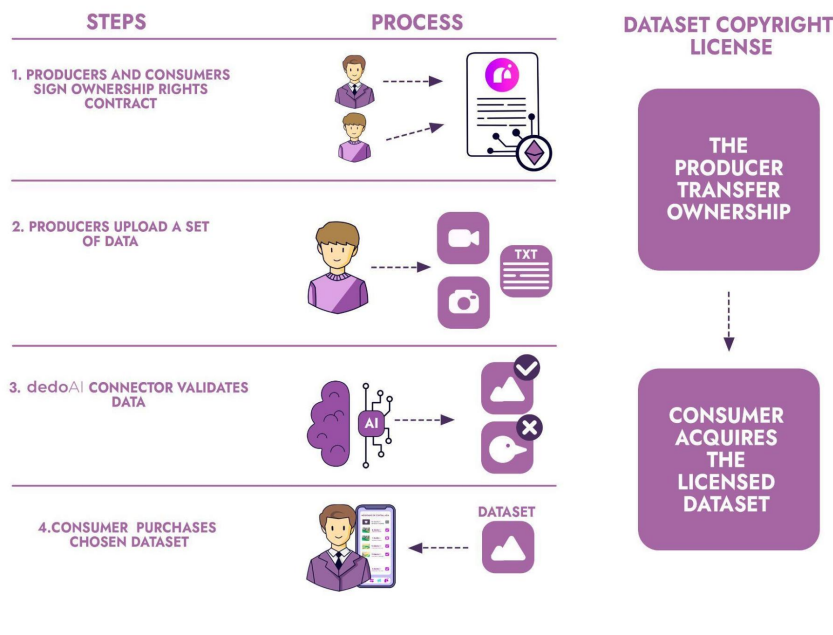 STEPS
PROCESS
1. PRODUCERS AND CONSUMERS
SIGN OWNERSHIP RIGHTS
CONTRACT
2. PRODUCERS UPLOAD A SET
OF DATA
TXT
3. dedoAI CONNECTOR VALIDATES
DATA
AI
4.CONSUMER PURCHASES
CHOSEN DATASET
DATASET
DATASET COPYRIGHT
LICENSE
THE
PRODUCER
TRANSFER
OWNERSHIP
CONSUMER
ACQUIRES
THE
LICENSED
DATASET